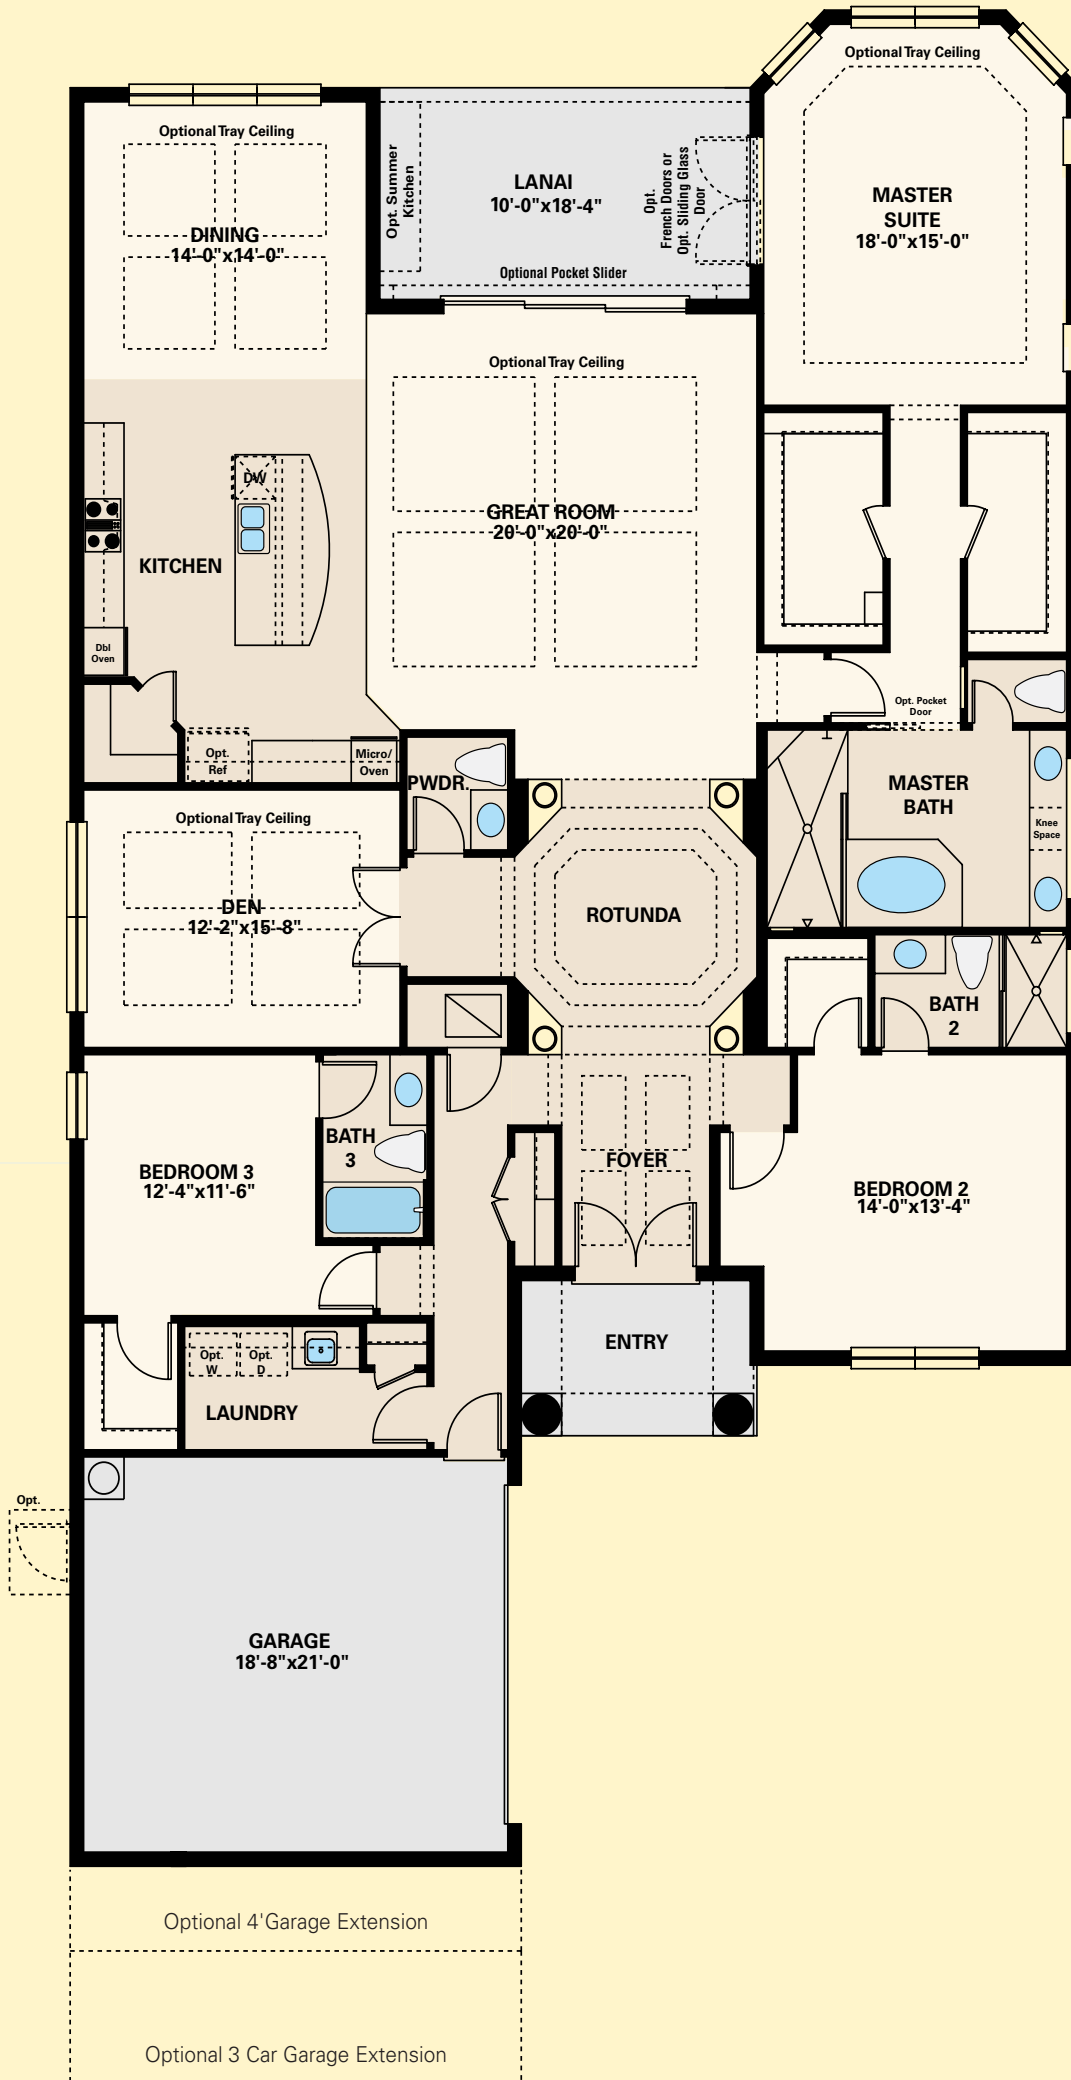 Optional Tray Ceiling
MASTER
SUITE
18'-0"x15'-0"
Optional Tray Ceiling
DINING
14'-0"x14'-0"
Opt. Summer
Kitchen
LANAI
10'-0"x18'-4"
Opt.
French Doors or
Opt. Sliding Glass
Door
Optional Pocket Slider
Optional Tray Ceiling
GREAT ROOM
20'-0"x20'-0"
DW
KITCHEN
Dbl
Oven
Opt.
Ref
Micro/
Oven
PWDR.
Opt. Pocket
Door
MASTER
BATH
Knee
Space
Optional Tray Ceiling
DEN
12'-2"x15'-8"
ROTUNDA
BATH
2
BEDROOM 3
12'-4"x11'-6"
BATH
3
FOYER
BEDROOM 2
14'-0"x13'-4"
ENTRY
Opt.
W
Opt.
D
LAUNDRY
Opt.
GARAGE
18'-8"x21'-0"
Optional 4'Garage Extension
Optional 3 Car Garage Extension